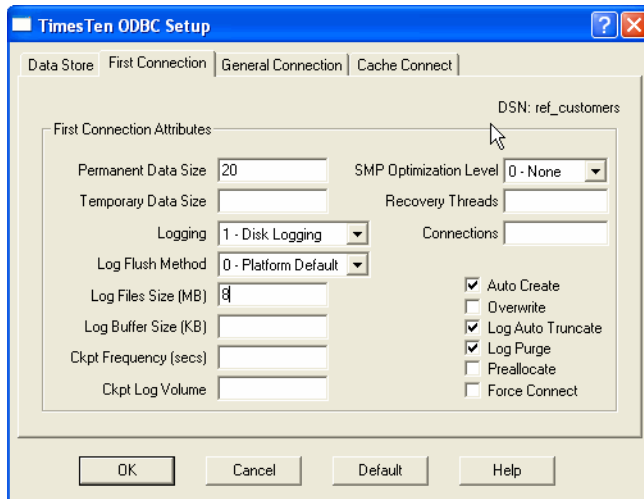 TimesTen ODBC Setup
Data Store First Connection General Connection Cache Connect
DSN: ref_customers
First Connection Attributes
Permanent Data Size 20 SMP Optimization Level 0 - None
Temporary Data Size Recovery Threads
Logging 1 - Disk Logging Connections
Log Flush Method 0 - Platform Default
Log Files Size (MB) 8
Log Buffer Size (KB)
Ckpt Frequency (secs)
Ckpt Log Volume
Auto Create
Overwrite
Log Auto Truncate
Log Purge
Preallocate
Force Connect
OK Cancel Default Help